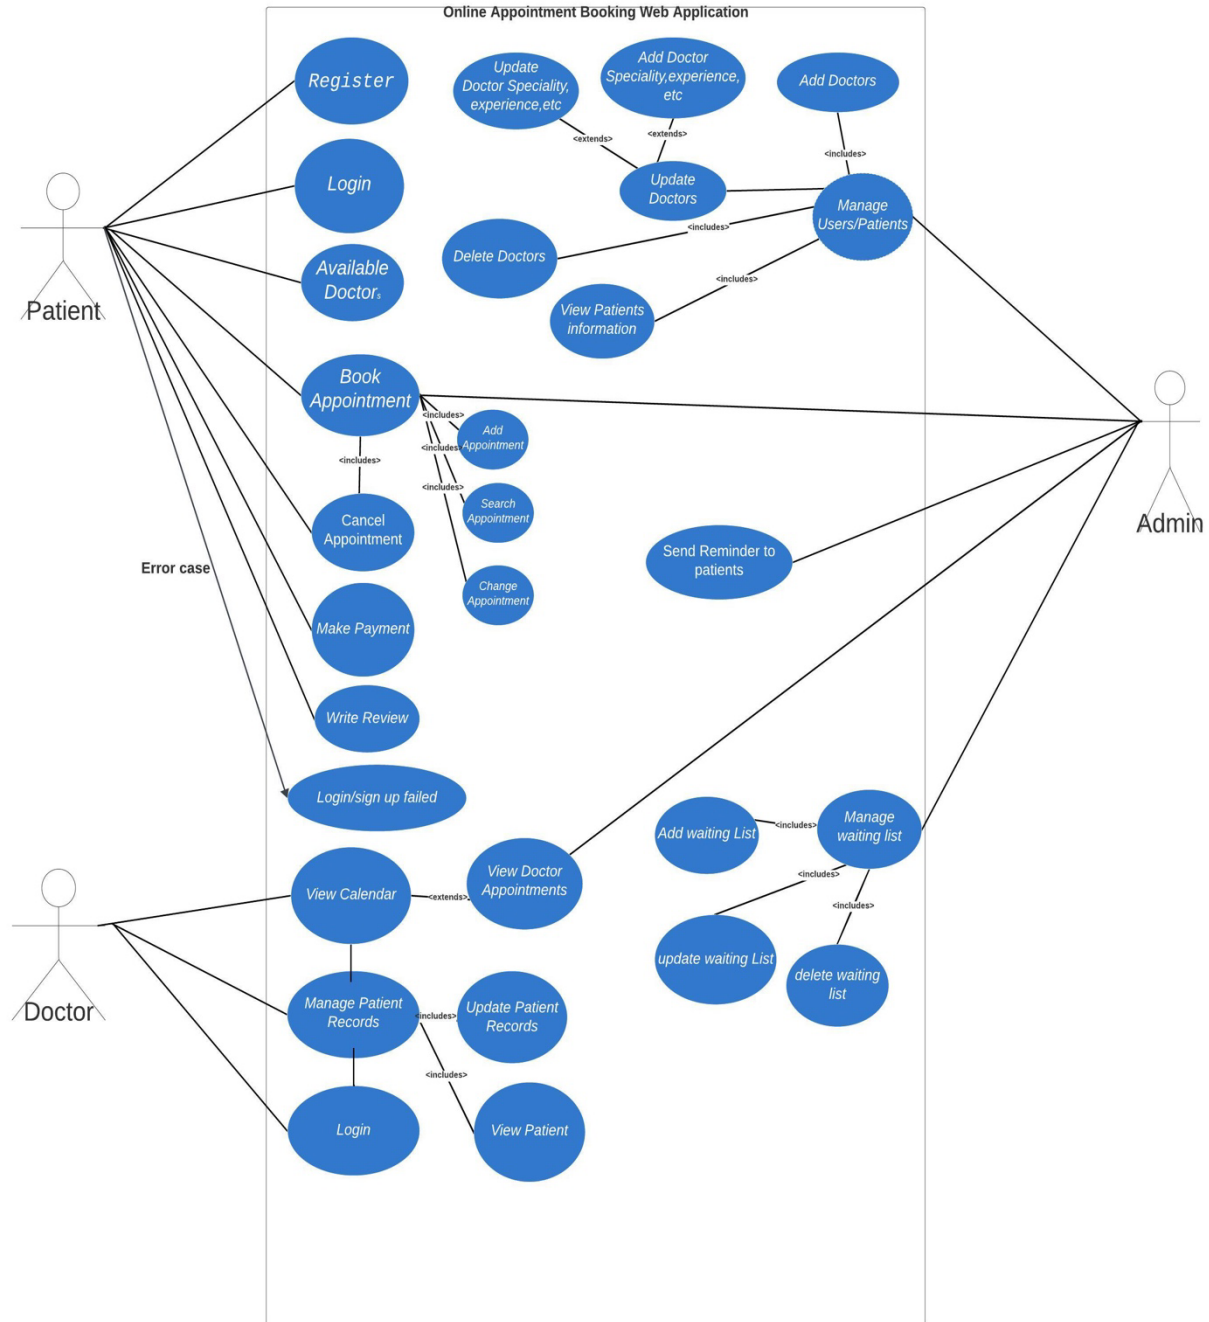 Online Appointment Booking Web Application
Register
Update
Doctor Speciality,
experience,etc
Add Doctor
Speciality,experience,
etc
Add Doctors
<extends>
<extends>
<includes>
Login
Update
Doctors
Manage
Users/Patients
<includes>
Delete Doctors
Available
Doctors
<includes>
View Patients
information
Patient
Book
Appointment
<includes>
Add
Appointment
<includes>
<includes>
<includes>
Search
Appointment
Cancel
Appointment
Admin
Send Reminder to
patients
Error case
Change
Appointment
Make Payment
Write Review
Login/sign up failed
Add waiting List
<includes>
Manage
waiting list
View Calendar
<extends>
View Doctor
Appointments
<includes>
<includes>
update waiting List
delete waiting
list
Doctor
Manage Patient
Records
<includes>
Update Patient
Records
<includes>
Login
View Patient